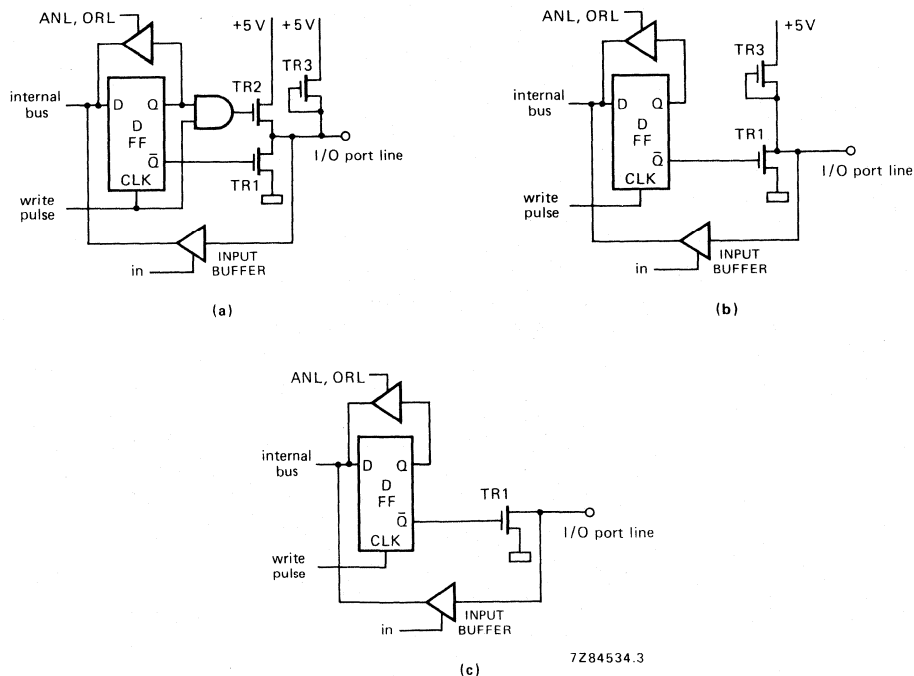 ANL, ORL
+5V +5V
TR3
TR2
internal
bus
D Q
D
FF
Q̅
CLK
TR1
I/O port line
write
pulse
INPUT
BUFFER
in
(a)
ANL, ORL
+5V
TR3
internal
bus
D Q
D
FF
Q̅
CLK
TR1
I/O port line
write
pulse
INPUT
BUFFER
in
(b)
ANL, ORL
internal
bus
D Q
D
FF
Q̅
CLK
TR1
I/O port line
write
pulse
INPUT
BUFFER
in
(c)
7Z84534.3